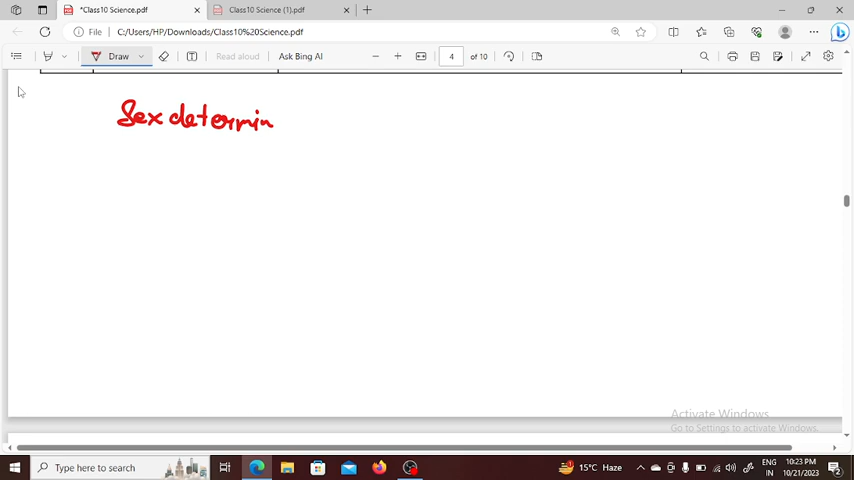 *Class10 Science.pdf
Class10 Science (1).pdf
File C:/Users/HP/Downloads/Class10%20Science.pdf
Draw Read aloud Ask Bing AI 4 of 10
Sex determin
Activate Windows
Go to Settings to activate Windows.
Type here to search
15°C Haze
ENG
IN
10:23 PM
10/21/2023
2